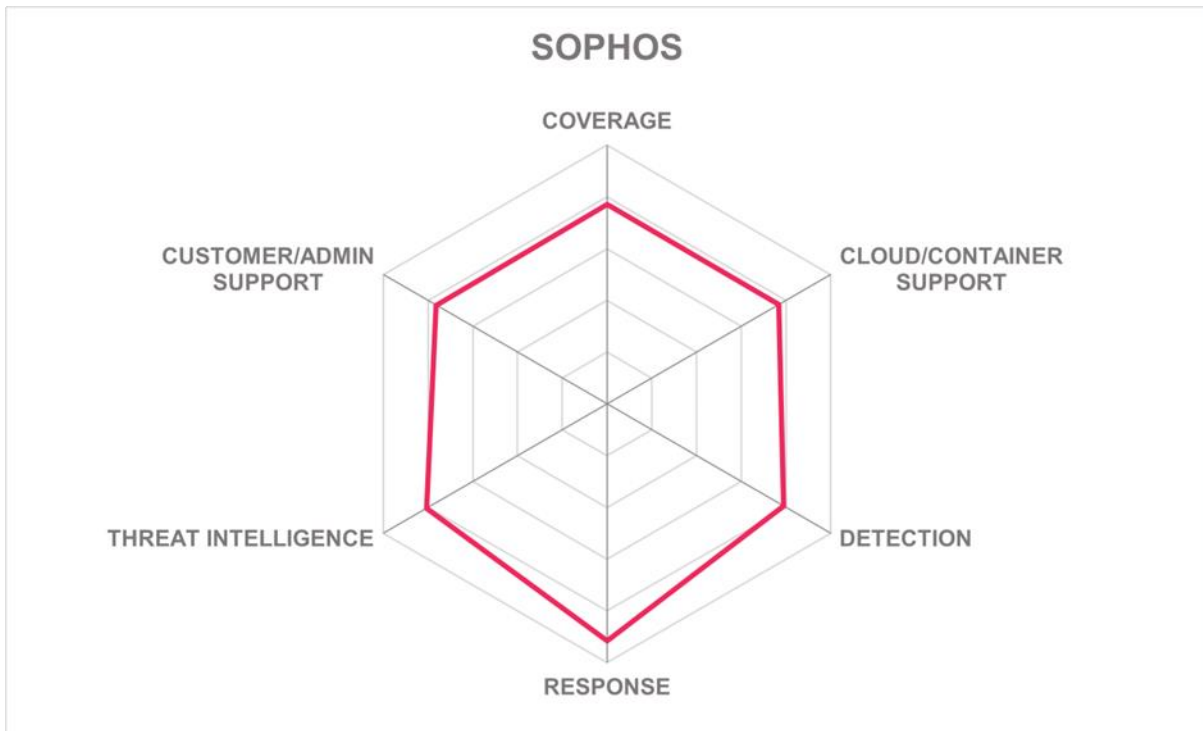 SOPHOS
COVERAGE
CUSTOMER/ADMIN
SUPPORT
CLOUD/CONTAINER
SUPPORT
THREAT INTELLIGENCE
DETECTION
RESPONSE